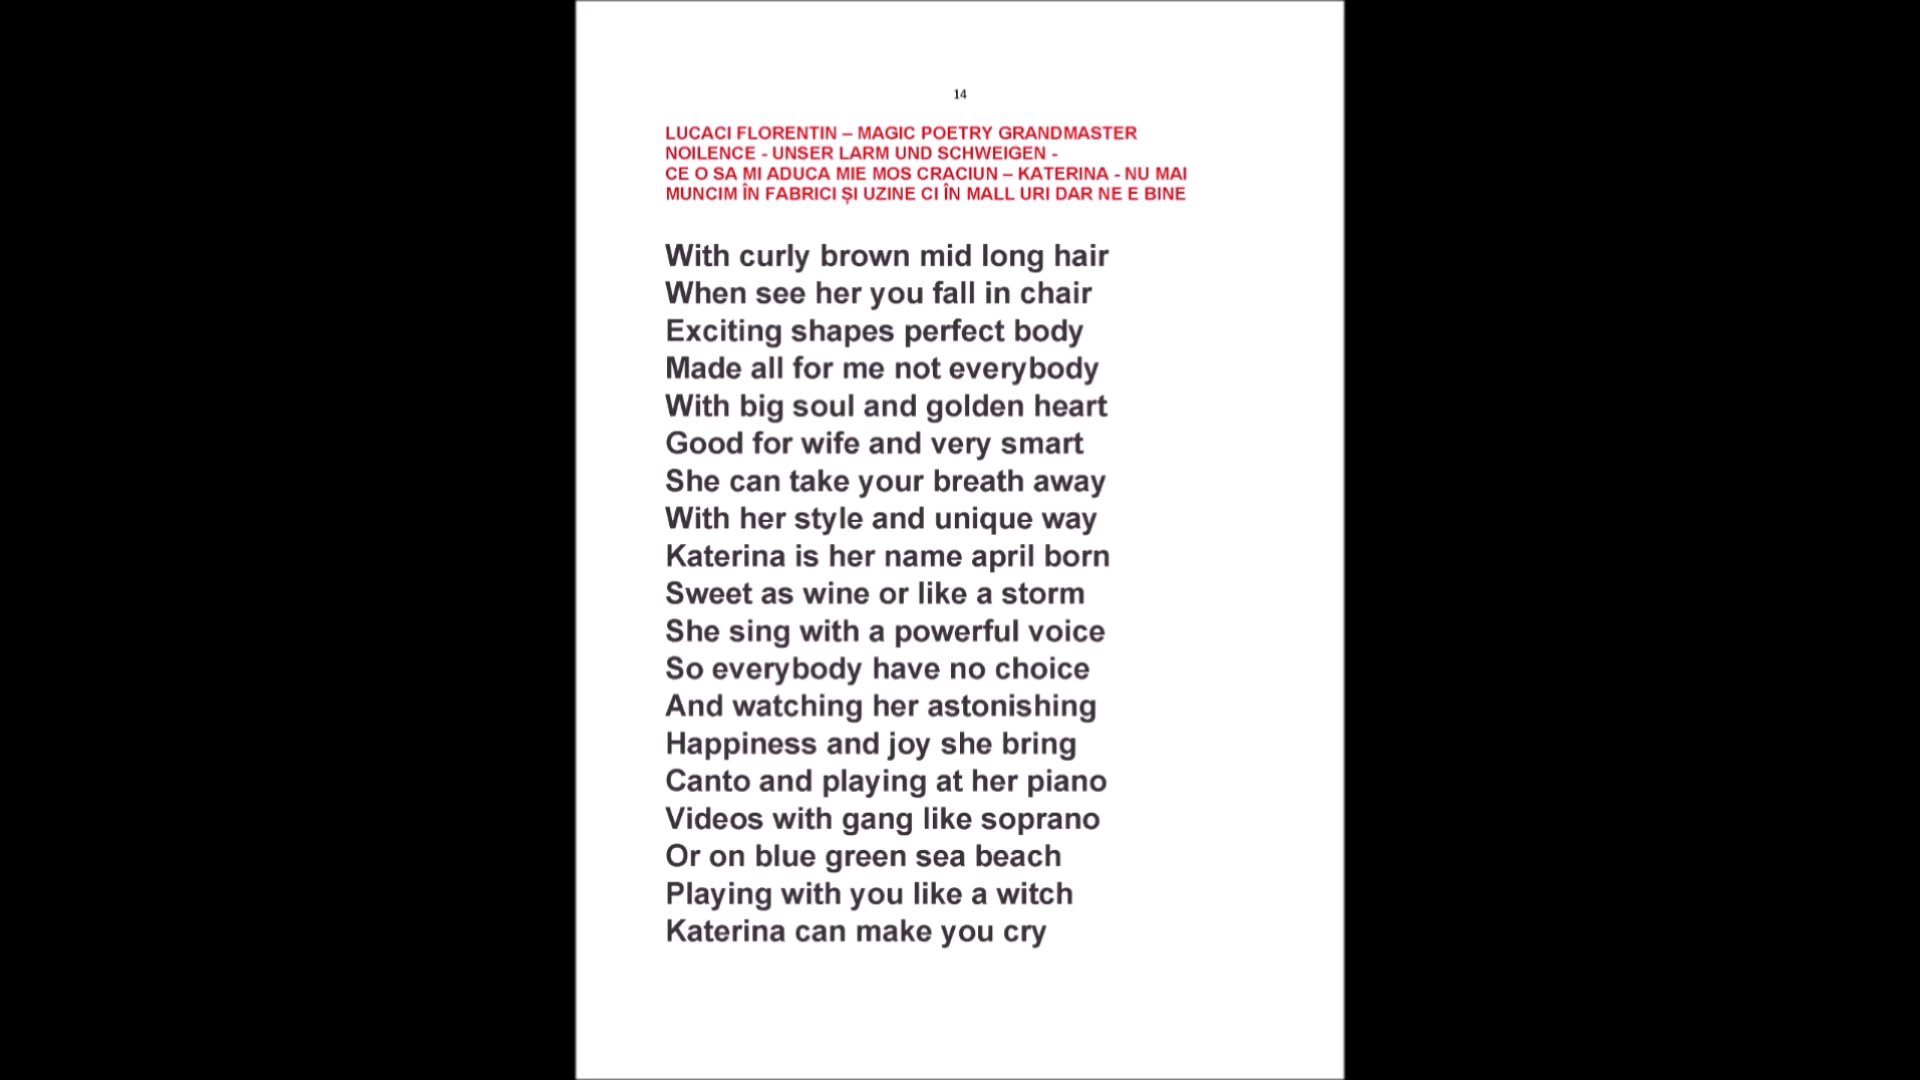 14
LUCACI FLORENTIN – MAGIC POETRY GRANDMASTER
NOILENCE - UNSER LARM UND SCHWEIGEN -
CE O SA MI ADUCA MIE MOS CRACIUN – KATERINA - NU MAI
MUNCIM ÎN FABRICI ȘI UZINE CI ÎN MALL URI DAR NE E BINE
With curly brown mid long hair
When see her you fall in chair
Exciting shapes perfect body
Made all for me not everybody
With big soul and golden heart
Good for wife and very smart
She can take your breath away
With her style and unique way
Katerina is her name april born
Sweet as wine or like a storm
She sing with a powerful voice
So everybody have no choice
And watching her astonishing
Happiness and joy she bring
Canto and playing at her piano
Videos with gang like soprano
Or on blue green sea beach
Playing with you like a witch
Katerina can make you cry